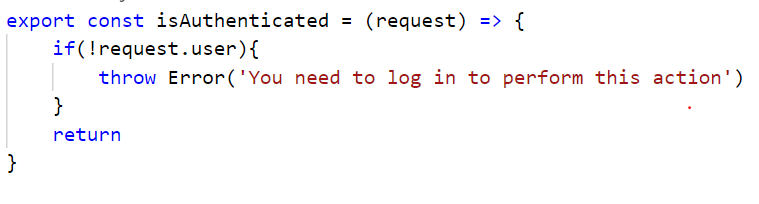 export const isAuthenticated = (request) => {
    if(!request.user){
        throw Error('You need to log in to perform this action')
    }
    return
}